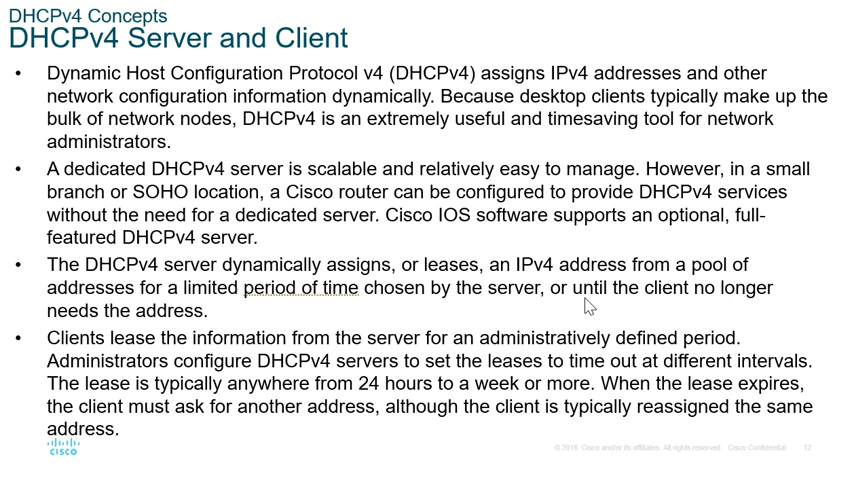 DHCPv4 Concepts
DHCPv4 Server and Client
• Dynamic Host Configuration Protocol v4 (DHCPv4) assigns IPv4 addresses and other
network configuration information dynamically. Because desktop clients typically make up the
bulk of network nodes, DHCPv4 is an extremely useful and timesaving tool for network
administrators.
• A dedicated DHCPv4 server is scalable and relatively easy to manage. However, in a small
branch or SOHO location, a Cisco router can be configured to provide DHCPv4 services
without the need for a dedicated server. Cisco IOS software supports an optional, full-
featured DHCPv4 server.
• The DHCPv4 server dynamically assigns, or leases, an IPv4 address from a pool of
addresses for a limited period of time chosen by the server, or until the client no longer
needs the address.
• Clients lease the information from the server for an administratively defined period.
Administrators configure DHCPv4 servers to set the leases to time out at different intervals.
The lease is typically anywhere from 24 hours to a week or more. When the lease expires,
the client must ask for another address, although the client is typically reassigned the same
address.
CISCO
© 2016 Cisco and/or its affiliates. All rights reserved. Cisco Confidential 12